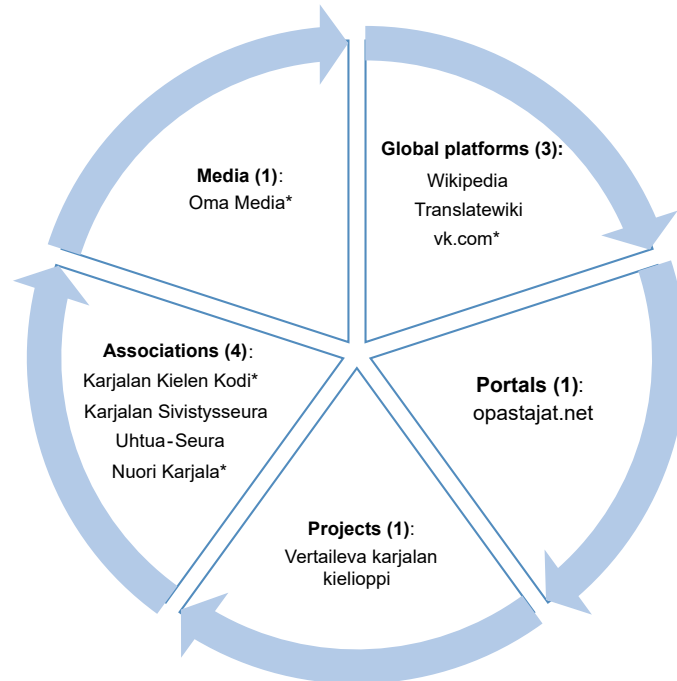 Media (1):
Oma Media*
Global platforms (3):
Wikipedia
Translatewiki
vk.com*
Portals (1):
opastajat.net
Projects (1):
Vertaileva karjalan
kielioppi
Associations (4):
Karjalan Kielen Kodi*
Karjalan Sivistysseura
Uhtua-Seura
Nuori Karjala*